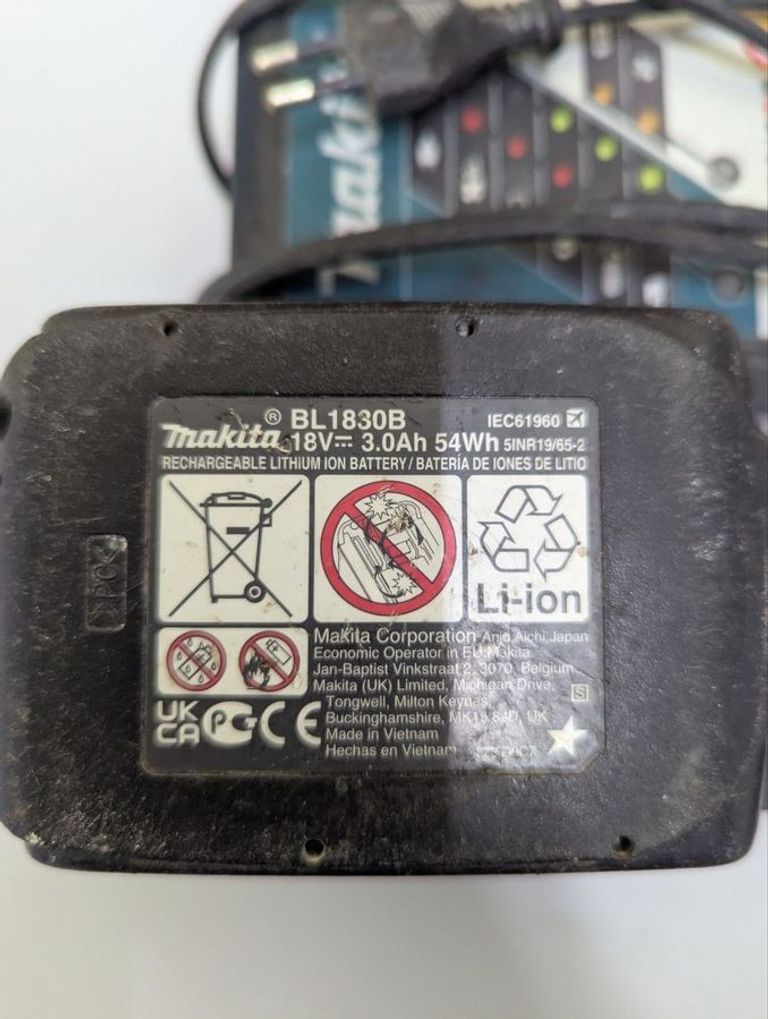 makita
® BL1830B IEC61960
makita 18V 3.0Ah 54Wh 5INR19/65-2
RECHARGEABLE LITHIUM ION BATTERY / BATERÍA DE IONES DE LITIO
Li-ion
>PC<
Makita Corporation Anjo,Aichi,Japan
Economic Operator in EU:Makita.
Jan-Baptist Vinkstraat 2, 3070, Belgium
Makita (UK) Limited, Michigan Drive,
Tongwell, Milton Keynes,
Buckinghamshire, MK15 8JD, UK
Made in Vietnam
Hechas en Vietnam
S
UK
CA
CE